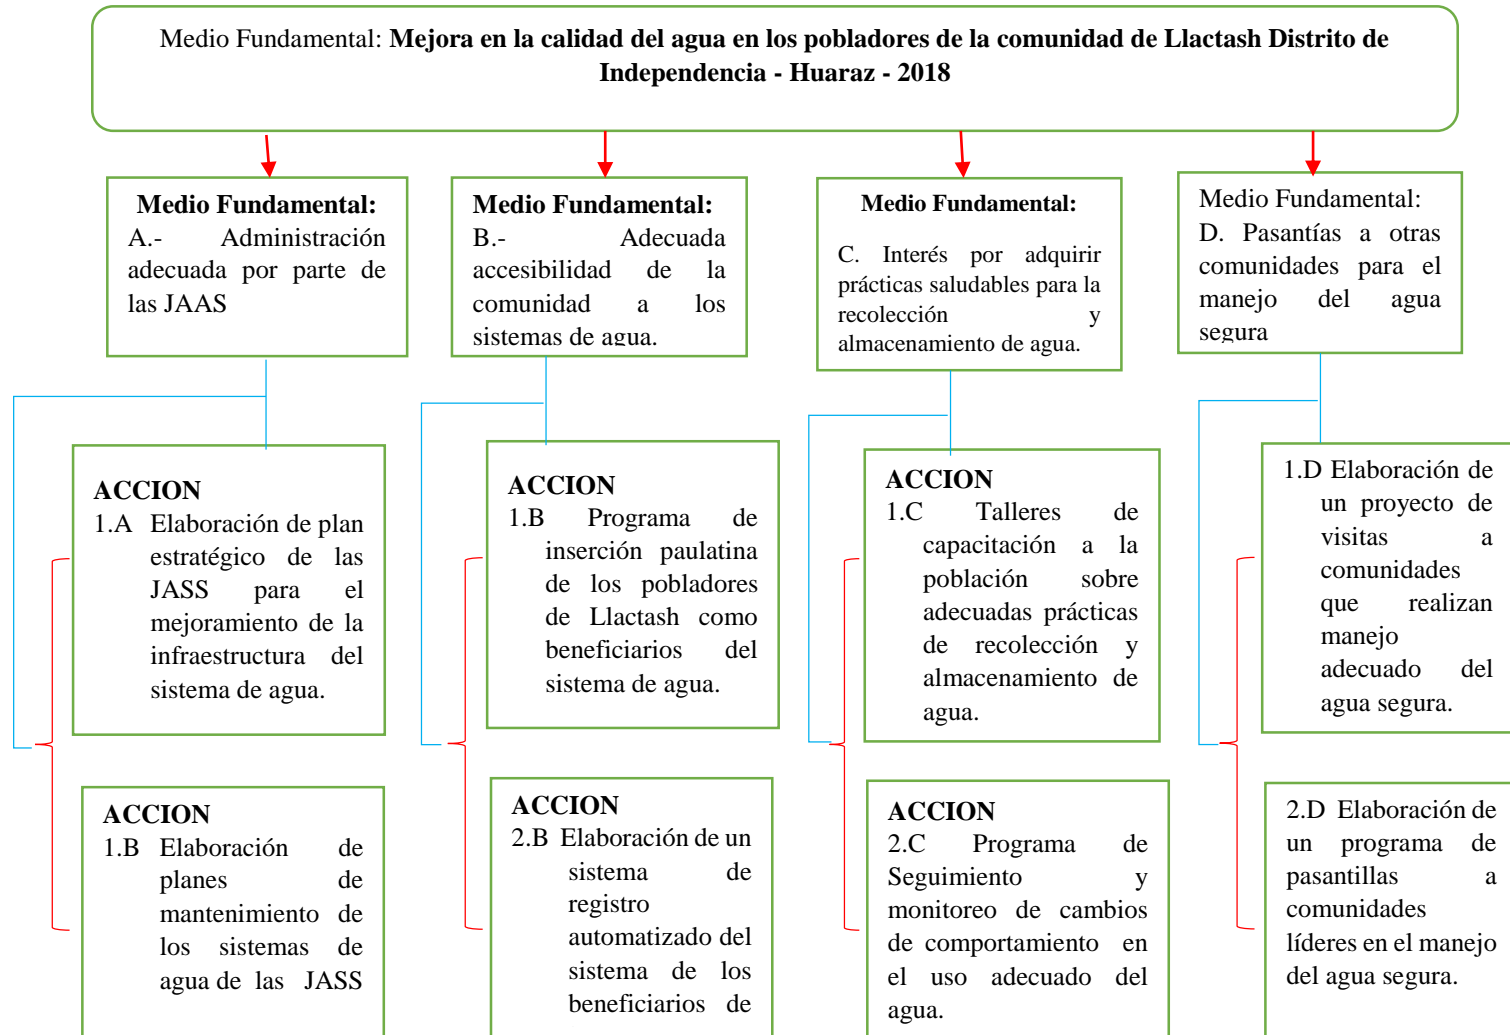 Medio Fundamental: Mejora en la calidad del agua en los pobladores de la comunidad de Llactash Distrito de
Independencia - Huaraz - 2018
Medio Fundamental:
A.- Administración
adecuada por parte de
las JAAS
Medio Fundamental:
B.- Adecuada
accesibilidad de la
comunidad a los
sistemas de agua.
Medio Fundamental:
C. Interés por adquirir
prácticas saludables para la
recolección y
almacenamiento de agua.
Medio Fundamental:
D. Pasantías a otras
comunidades para el
manejo del agua
segura
ACCION
1.A Elaboración de plan
estratégico de las
JASS para el
mejoramiento de la
infraestructura del
sistema de agua.
ACCION
1.B Programa de
inserción paulatina
de los pobladores
de Llactash como
beneficiarios del
sistema de agua.
ACCION
1.C Talleres de
capacitación a la
población sobre
adecuadas prácticas
de recolección y
almacenamiento de
agua.
1.D Elaboración de
un proyecto de
visitas a
comunidades
que realizan
manejo
adecuado del
agua segura.
ACCION
1.B Elaboración de
planes de
mantenimiento de
los sistemas de
agua de las JASS
ACCION
2.B Elaboración de un
sistema de
registro
automatizado del
sistema de los
beneficiarios de
ACCION
2.C Programa de
Seguimiento y
monitoreo de cambios
de comportamiento en
el uso adecuado del
agua.
2.D Elaboración de
un programa de
pasantillas a
comunidades
líderes en el manejo
del agua segura.